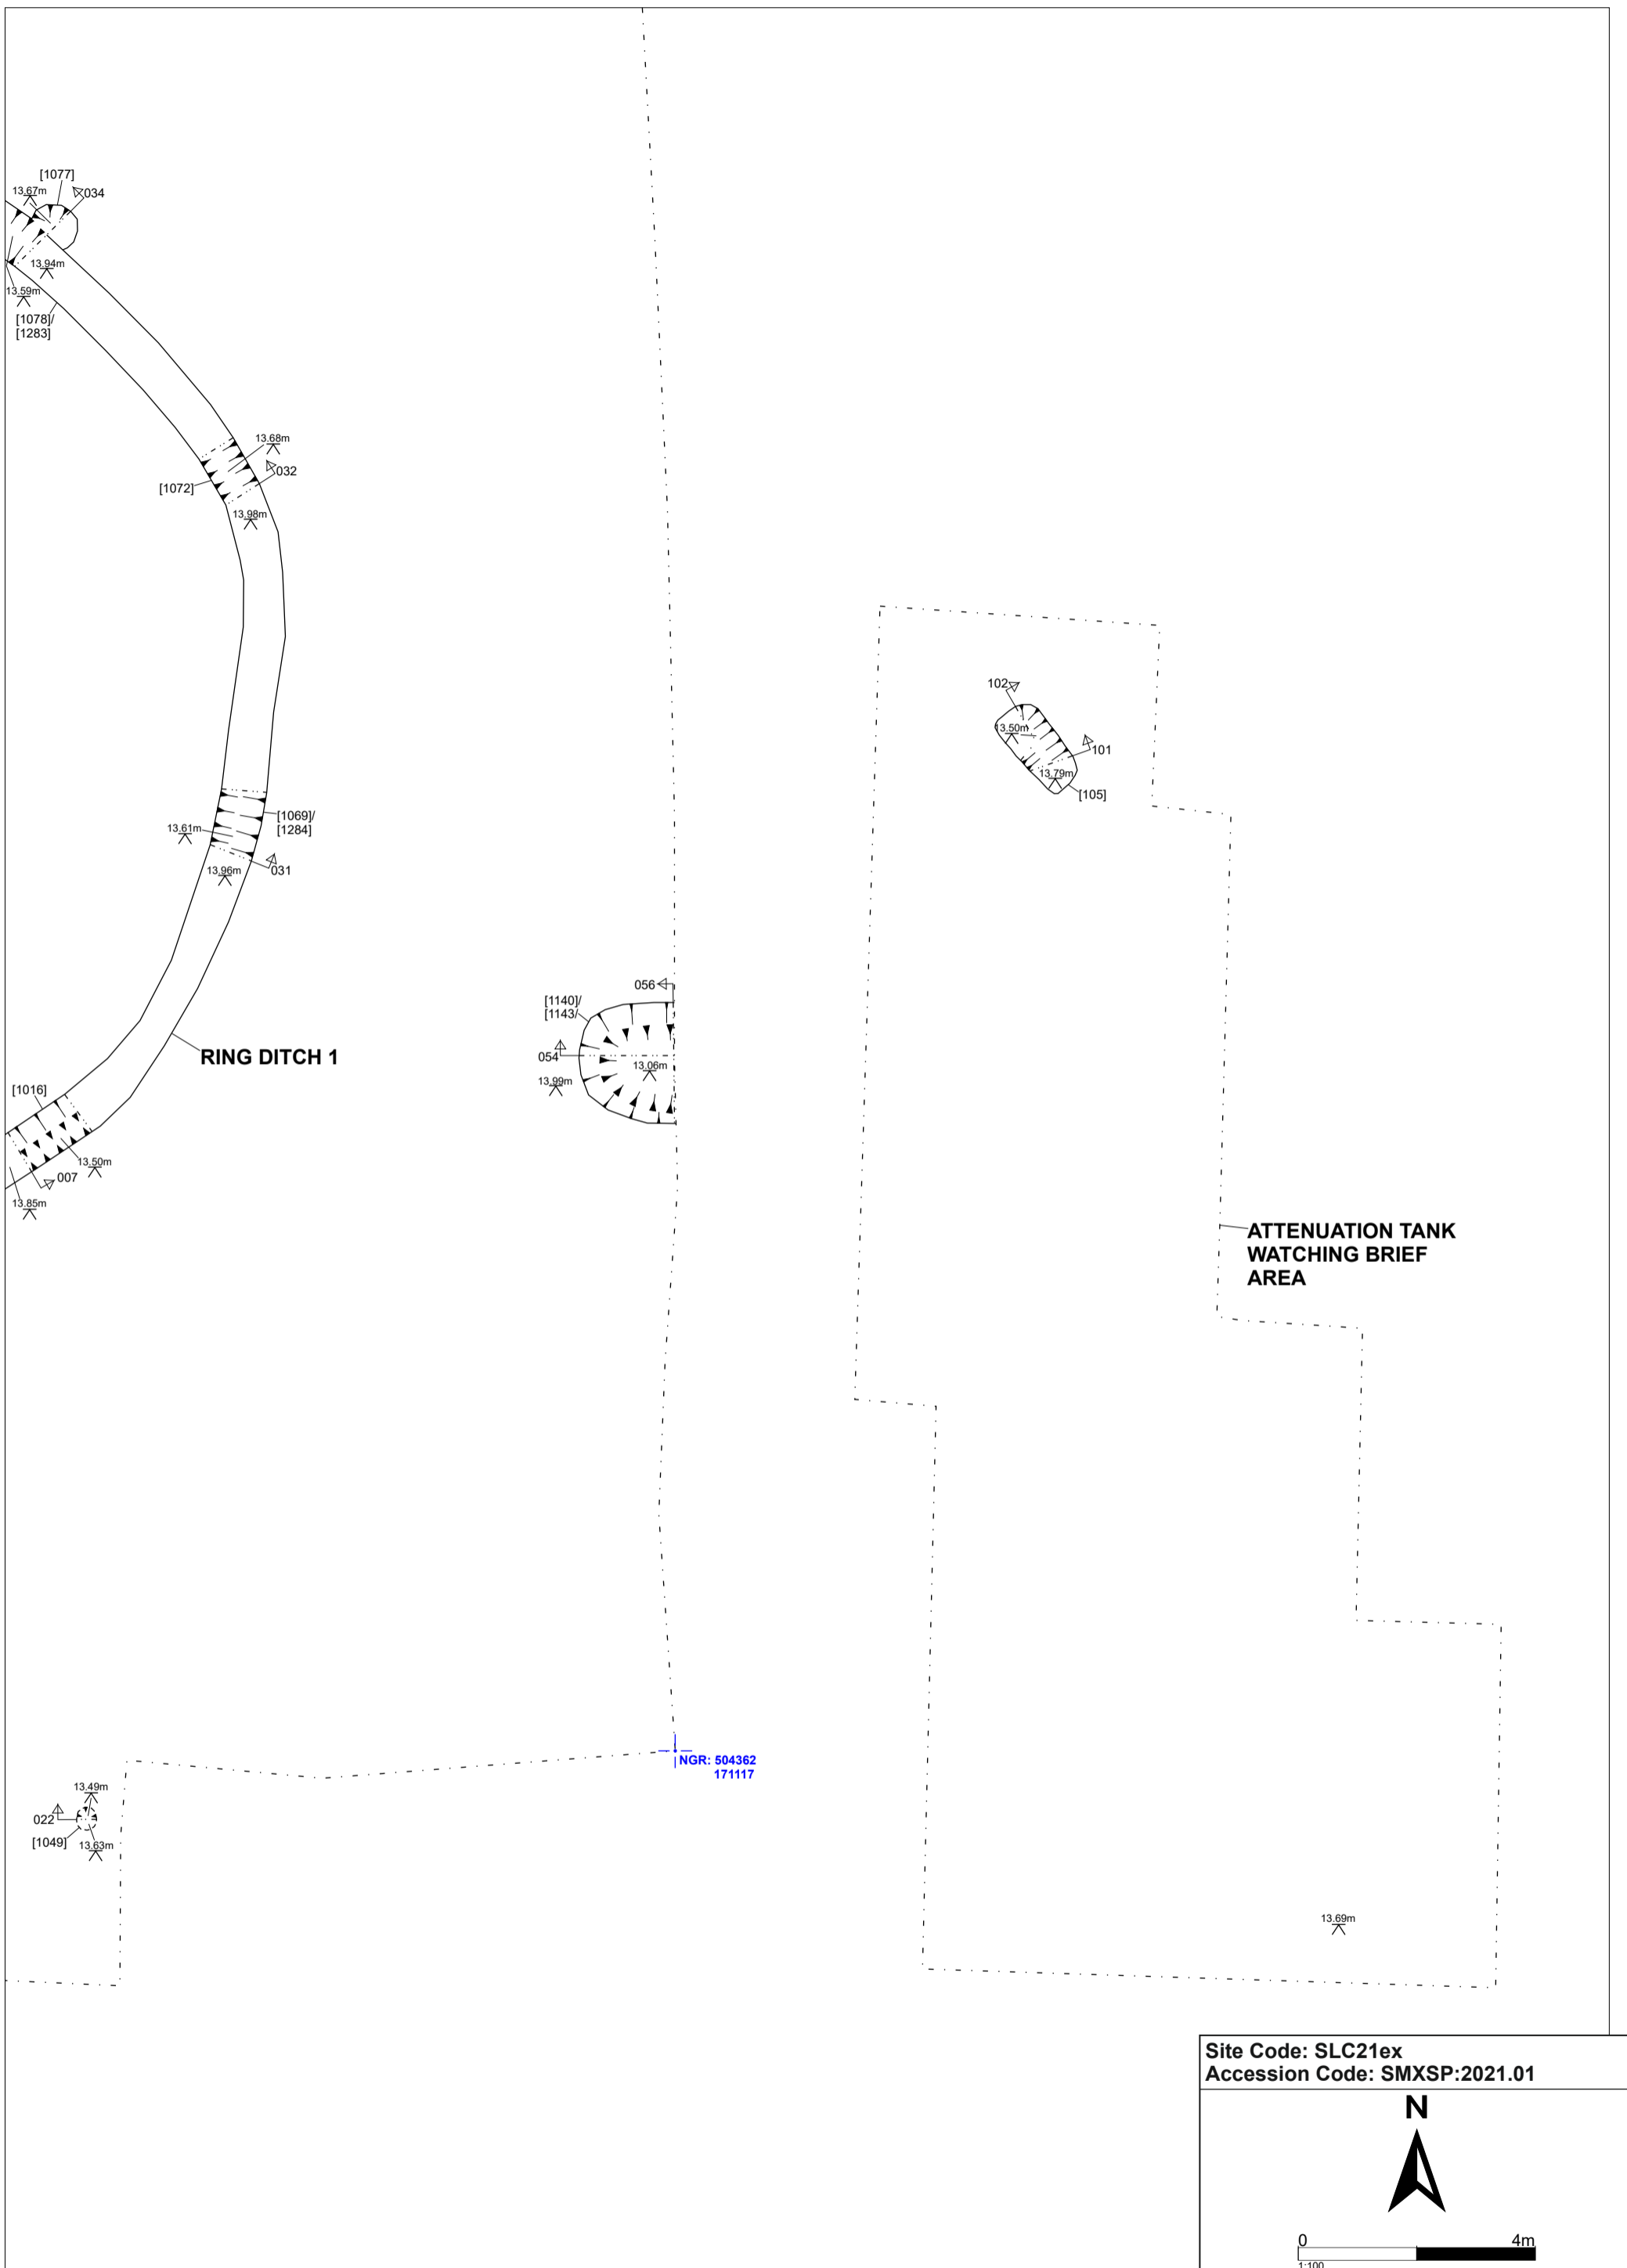 [1077]
13.67m
034
13.94m
13.59m
[1078]/
[1283]
13.68m
032
[1072]
13.98m
102
13.50m
101
13.79m
[105]
[1069]/
[1284]
13.61m
031
13.96m
056
[1140]/
[1143/
054
13.06m
13.99m
RING DITCH 1
[1016]
13.50m
007
13.85m
ATTENUATION TANK
WATCHING BRIEF
AREA
NGR: 504362
171117
13.49m
022
[1049]
13.63m
13.69m
Site Code: SLC21ex
Accession Code: SMXSP:2021.01
N
0 4m
1:100